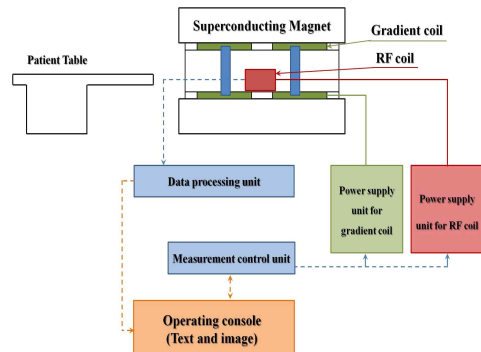 Superconducting Magnet
Gradient coil
RF coil
Patient Table
Data processing unit
Power supply
unit for
gradient coil
Power supply
unit for RF coil
Measurement control unit
Operating console
(Text and image)